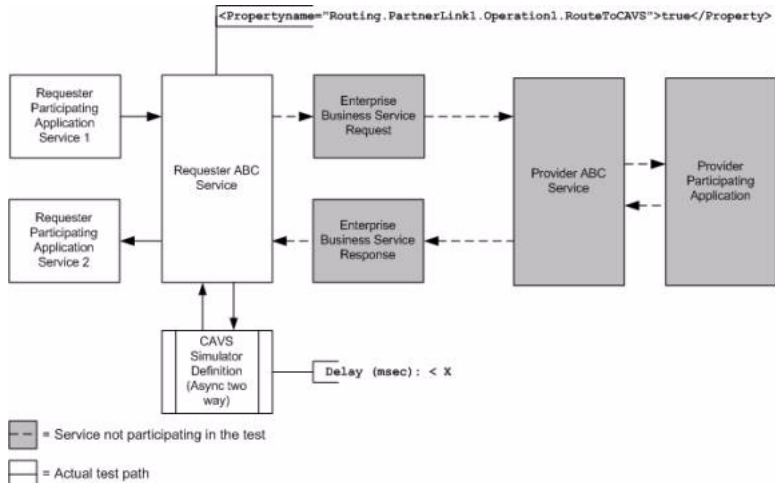 <Propertyname="Routing.PartnerLink1.Operation1.RouteToCAVS">true</Property>
Requester
Participating
Application
Service 1
Requester ABC
Service
Enterprise
Business Service
Request
Provider ABC
Service
Provider
Participating
Application
Requester
Participating
Application
Service 2
Enterprise
Business Service
Response
CAVS
Simulator
Definition
(Async two
way)
Delay (msec): < X
= Service not participating in the test
= Actual test path